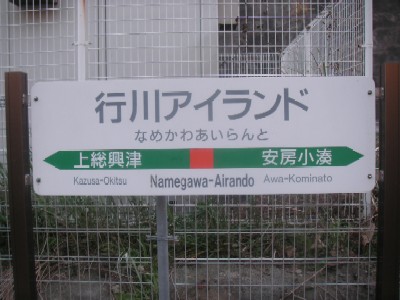 行川アイランド
なめかわあいらんど
上総興津 安房小湊
Kazusa-Okitsu Namegawa-Airando Awa-Kominato